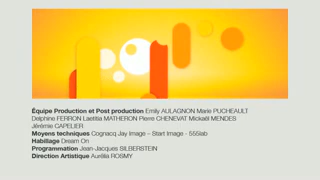 Équipe Production et Post production Emily AULAGNON Marie PUCHEAULT
Delphine FERRON Laetitia MATHERON Pierre CHENEVAT Mickaël MENDES
Jérémie CAPELIER
Moyens techniques Cognacq Jay Image – Start Image - 555lab
Habillage Dream On
Programmation Jean-Jacques SILBERSTEIN
Direction Artistique Aurélia ROSMY